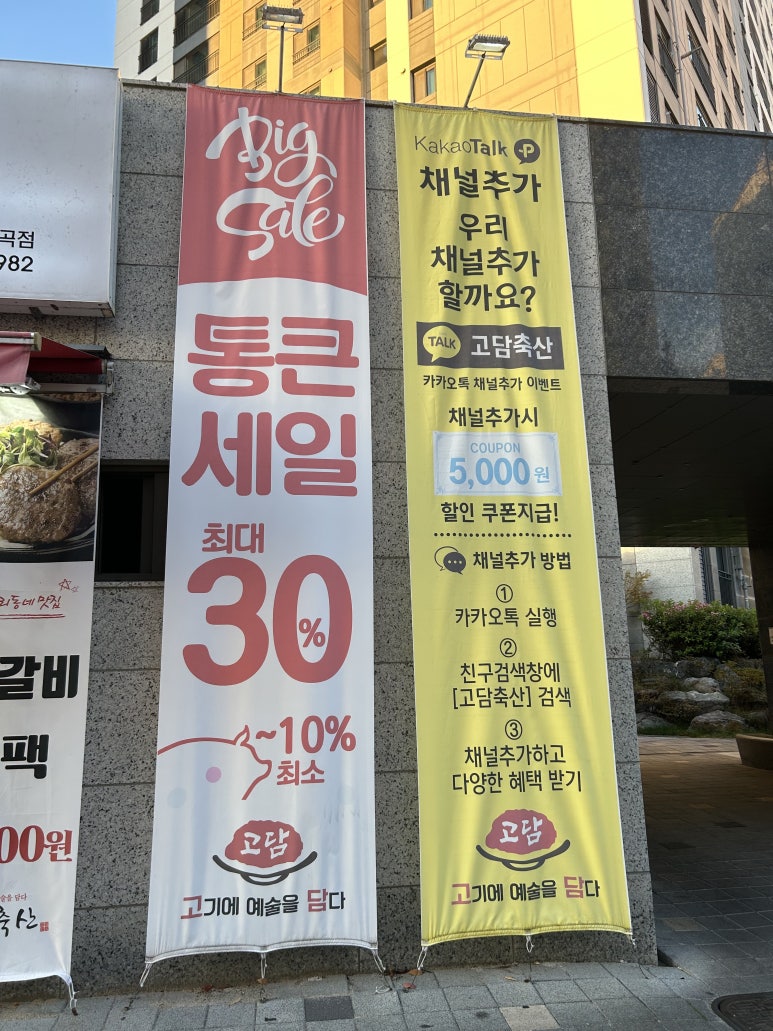 곡점
982
리동네 맛집
갈비
팩
00원
축산
Big
Sale
통큰
세일
최대
30%
~10%
최소
고담
고기에 예술을 담다
KakaoTalk
채널추가
우리
채널추가
할까요?
TALK 고담축산
카카오톡 채널추가 이벤트
채널추가시
COUPON
5,000원
할인 쿠폰지급!
채널추가 방법
①
카카오톡 실행
②
친구검색창에
[고담축산] 검색
③
채널추가하고
다양한 혜택 받기
고담
고기에 예술을 담다